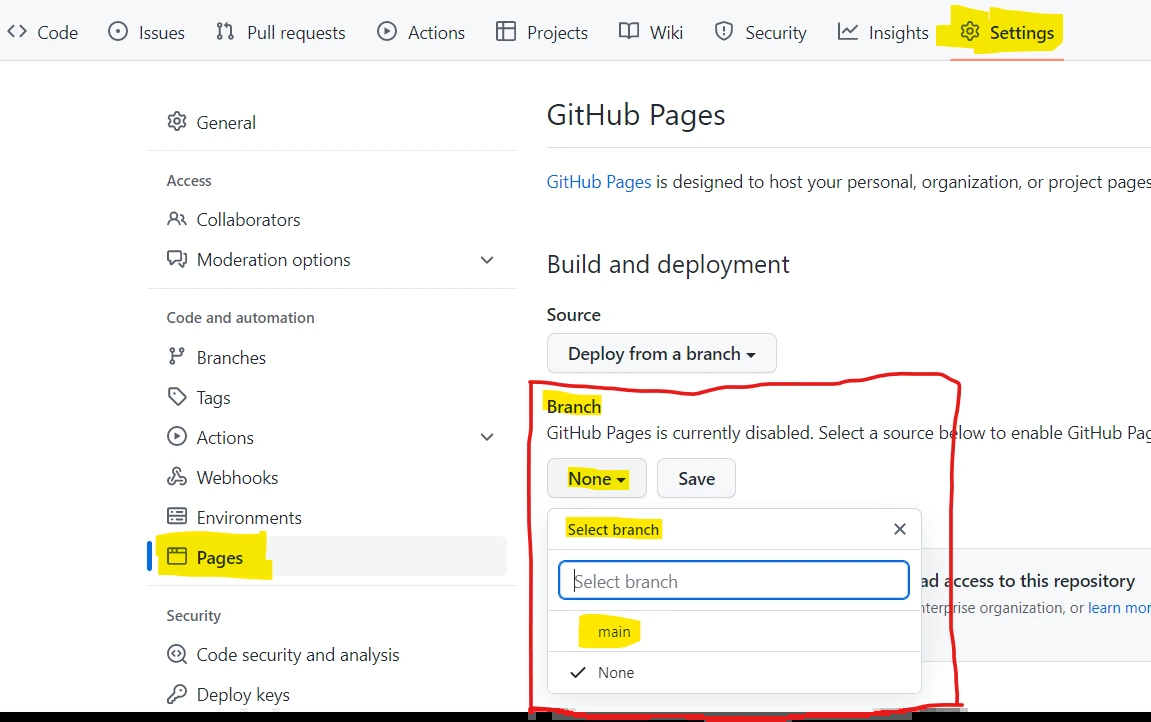 Code Issues Pull requests Actions Projects Wiki Security Insights Settings
General
Access
Collaborators
Moderation options
Code and automation
Branches
Tags
Actions
Webhooks
Environments
Pages
Security
Code security and analysis
Deploy keys
GitHub Pages
GitHub Pages is designed to host your personal, organization, or project pages
Build and deployment
Source
Deploy from a branch
Branch
GitHub Pages is currently disabled. Select a source below to enable GitHub Pag
None Save
Select branch
Select branch
main
None
access to this repository
organization, or learn mor